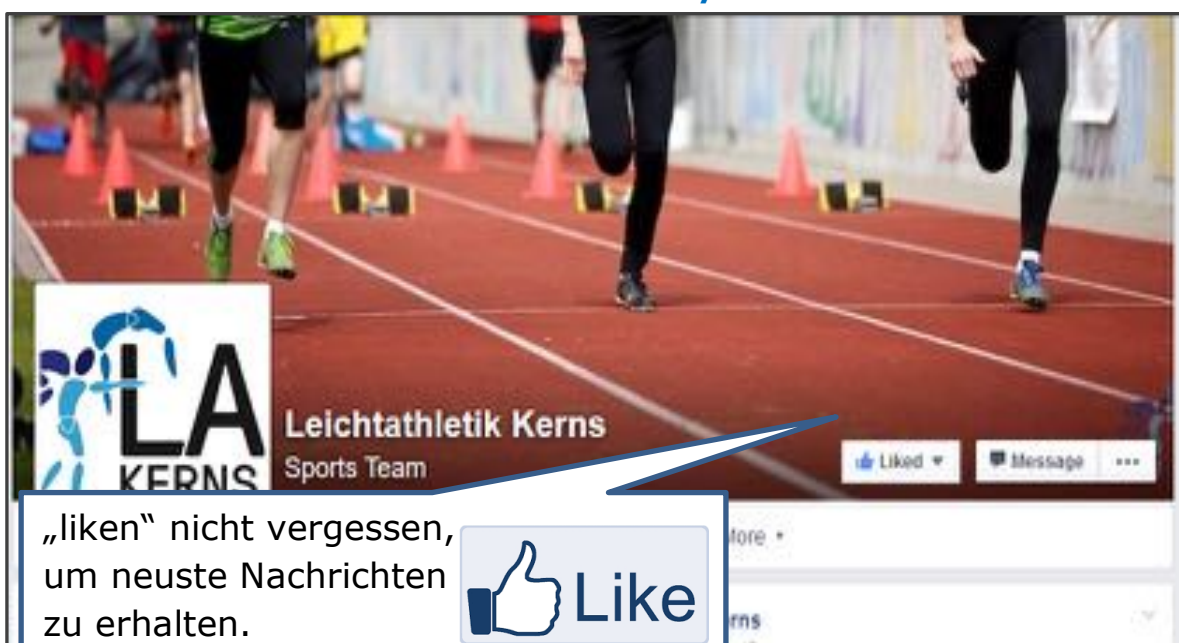 LA
KERNS
Leichtathletik Kerns
Sports Team
Liked
Message
„liken“ nicht vergessen,
um neuste Nachrichten
zu erhalten.
Like